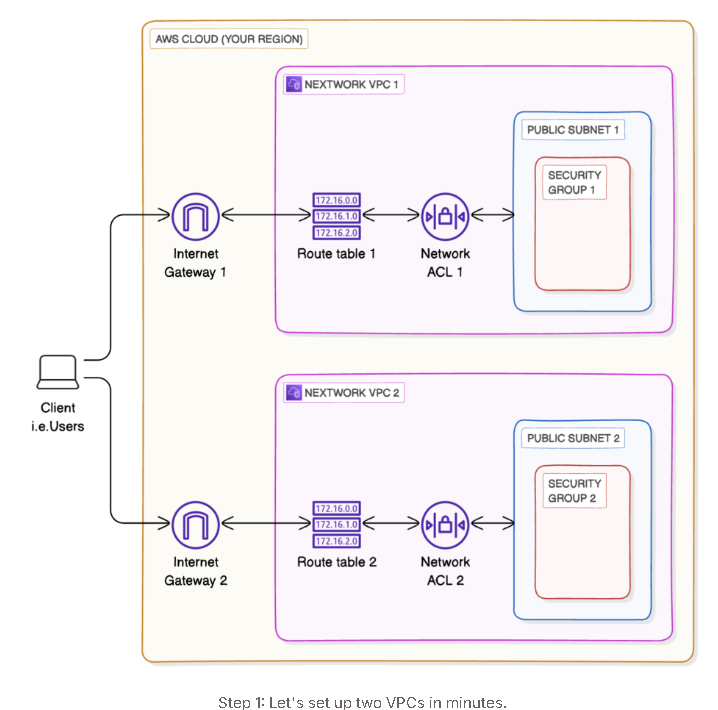 AWS CLOUD (YOUR REGION)
NEXTWORK VPC 1
PUBLIC SUBNET 1
SECURITY
GROUP 1
172.16.0.0
172.16.1.0
172.16.2.0
Internet
Gateway 1
Route table 1
Network
ACL 1
Client
i.e.Users
NEXTWORK VPC 2
PUBLIC SUBNET 2
SECURITY
GROUP 2
172.16.0.0
172.16.1.0
172.16.2.0
Internet
Gateway 2
Route table 2
Network
ACL 2
Step 1: Let's set up two VPCs in minutes.